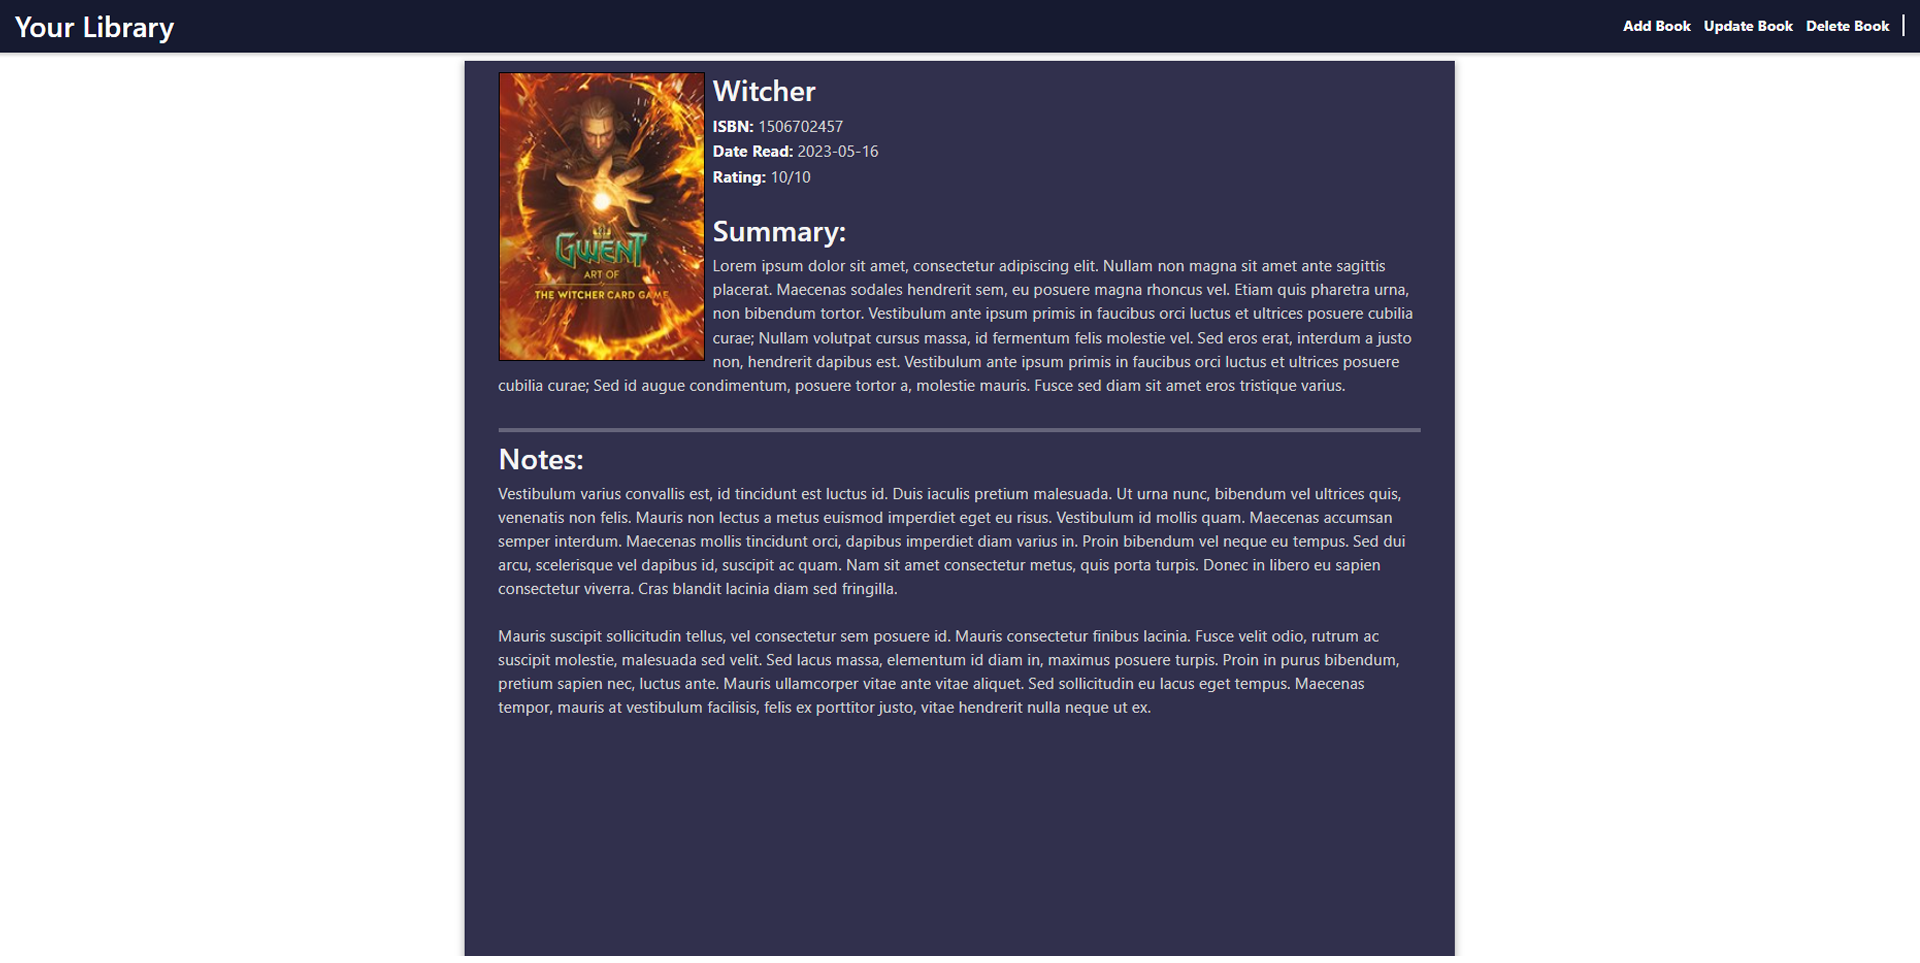 Your Library
Add Book Update Book Delete Book
GWENT
ART OF
THE WITCHER CARD GAME
Witcher
ISBN: 1506702457
Date Read: 2023-05-16
Rating: 10/10
Summary:
Lorem ipsum dolor sit amet, consectetur adipiscing elit. Nullam non magna sit amet ante sagittis
placerat. Maecenas sodales hendrerit sem, eu posuere magna rhoncus vel. Etiam quis pharetra urna,
non bibendum tortor. Vestibulum ante ipsum primis in faucibus orci luctus et ultrices posuere cubilia
curae; Nullam volutpat cursus massa, id fermentum felis molestie vel. Sed eros erat, interdum a justo
non, hendrerit dapibus est. Vestibulum ante ipsum primis in faucibus orci luctus et ultrices posuere
cubilia curae; Sed id augue condimentum, posuere tortor a, molestie mauris. Fusce sed diam sit amet eros tristique varius.
Notes:
Vestibulum varius convallis est, id tincidunt est luctus id. Duis iaculis pretium malesuada. Ut urna nunc, bibendum vel ultrices quis,
venenatis non felis. Mauris non lectus a metus euismod imperdiet eget eu risus. Vestibulum id mollis quam. Maecenas accumsan
semper interdum. Maecenas mollis tincidunt orci, dapibus imperdiet diam varius in. Proin bibendum vel neque eu tempus. Sed dui
arcu, scelerisque vel dapibus id, suscipit ac quam. Nam sit amet consectetur metus, quis porta turpis. Donec in libero eu sapien
consectetur viverra. Cras blandit lacinia diam sed fringilla.
Mauris suscipit sollicitudin tellus, vel consectetur sem posuere id. Mauris consectetur finibus lacinia. Fusce velit odio, rutrum ac
suscipit molestie, malesuada sed velit. Sed lacus massa, elementum id diam in, maximus posuere turpis. Proin in purus bibendum,
pretium sapien nec, luctus ante. Mauris ullamcorper vitae ante vitae aliquet. Sed sollicitudin eu lacus eget tempus. Maecenas
tempor, mauris at vestibulum facilisis, felis ex porttitor justo, vitae hendrerit nulla neque ut ex.